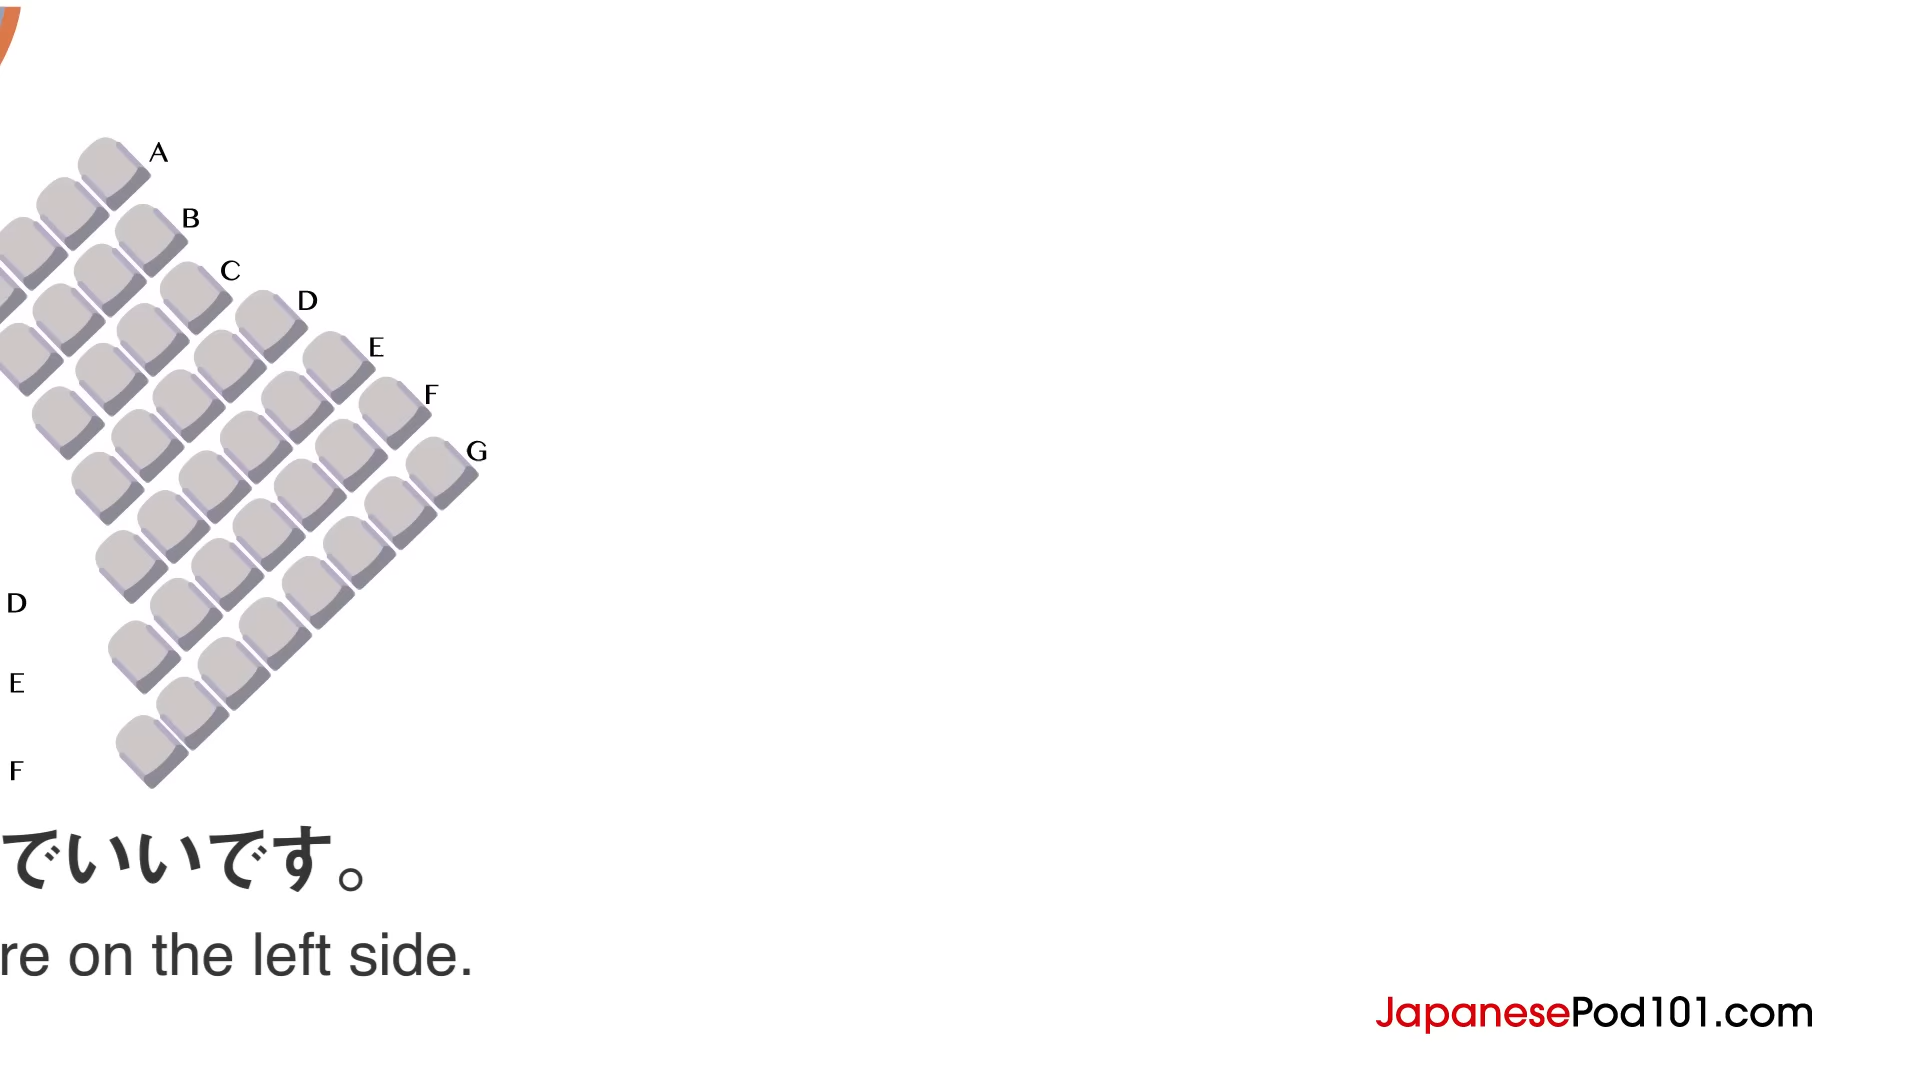 A
B
C
D
E
F
G
D
E
F
でいいです。
re on the left side.
JapanesePod101.com